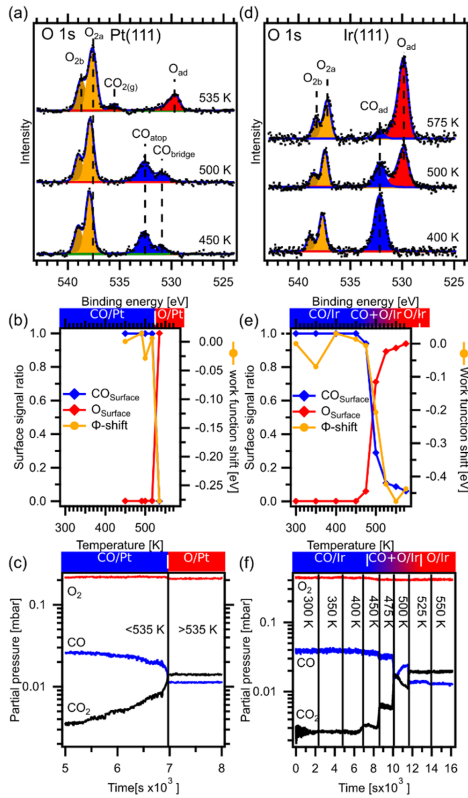 (a)
O 1s Pt(111)
O2b
O2a
CO2(g)
Oad
535 K
COatop
CObridge
500 K
450 K
Intensity
540 535 530 525
Binding energy [eV]
(d)
O 1s Ir(111)
Oad
O2b
O2a
COad
575 K
500 K
400 K
Intensity
540 535 530 525
Binding energy [eV]
(b)
CO/Pt O/Pt
1.0
0.8
0.6
0.4
0.2
0.0
Surface signal ratio
COSurface
OSurface
Φ-shift
0.00
-0.05
-0.10
-0.15
-0.20
-0.25
work function shift [eV]
300 400 500
Temperature [K]
(e)
CO/Ir CO+O/Ir O/Ir
1.0
0.8
0.6
0.4
0.2
0.0
Surface signal ratio
COSurface
OSurface
Φ-shift
0.0
-0.1
-0.2
-0.3
-0.4
Work function shift [eV]
300 400 500
Temperature [K]
(c)
CO/Pt O/Pt
O2
0.1
<535 K >535 K
CO
0.01
CO2
Partial pressure [mbar]
5 6 7 8
Time[s x10³]
(f)
CO/Ir CO+O/Ir O/Ir
O2
0.1
300 K
350 K
400 K
450 K
475 K
500 K
525 K
550 K
CO
0.01
CO2
Partial pressure [mbar]
0 2 4 6 8 10 12 14 16
Time [sx10³]